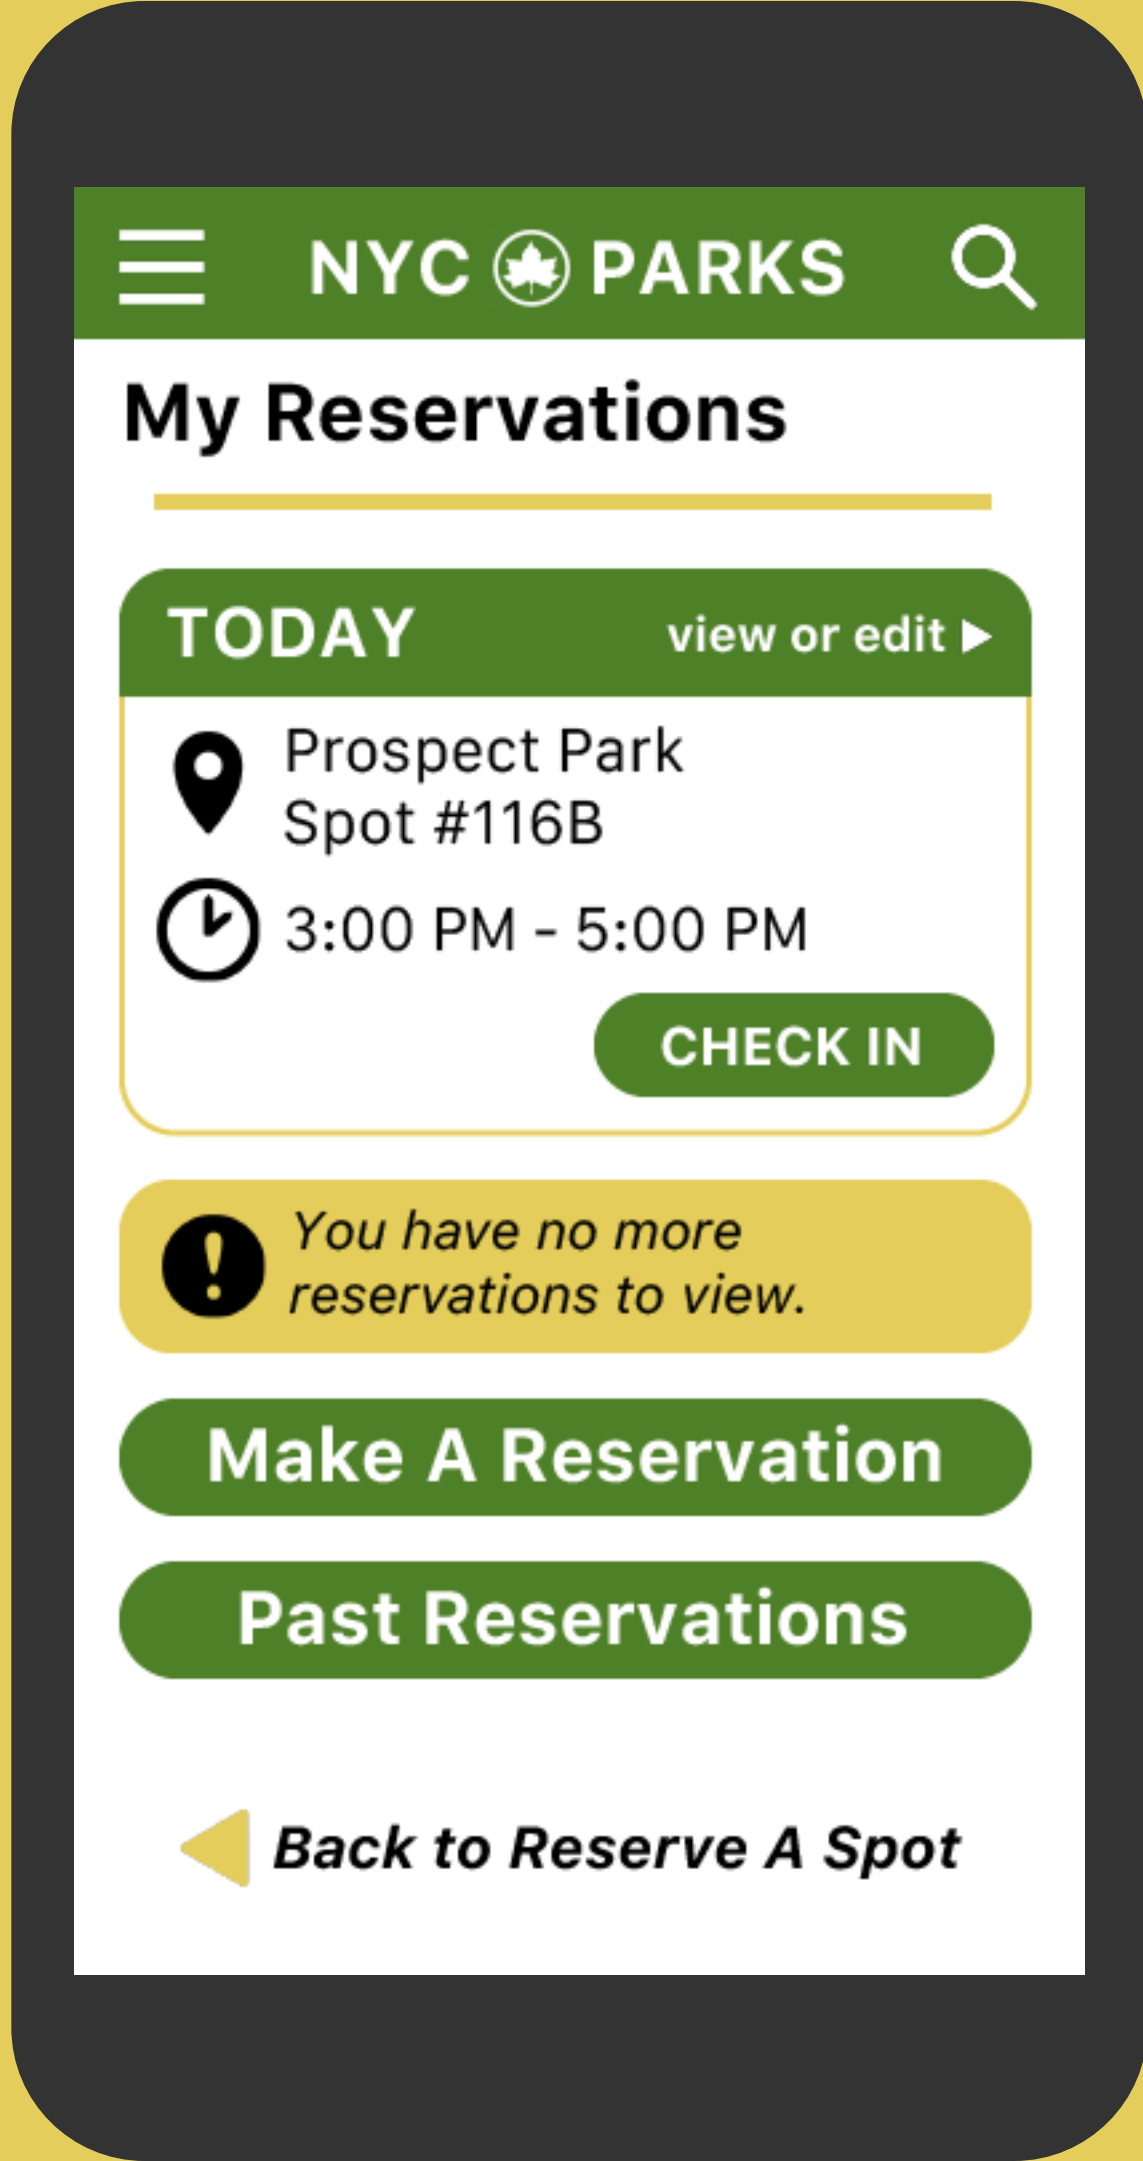 NYC PARKS
My Reservations
TODAY view or edit
Prospect Park
Spot #116B
3:00 PM - 5:00 PM
CHECK IN
You have no more
reservations to view.
Make A Reservation
Past Reservations
Back to Reserve A Spot